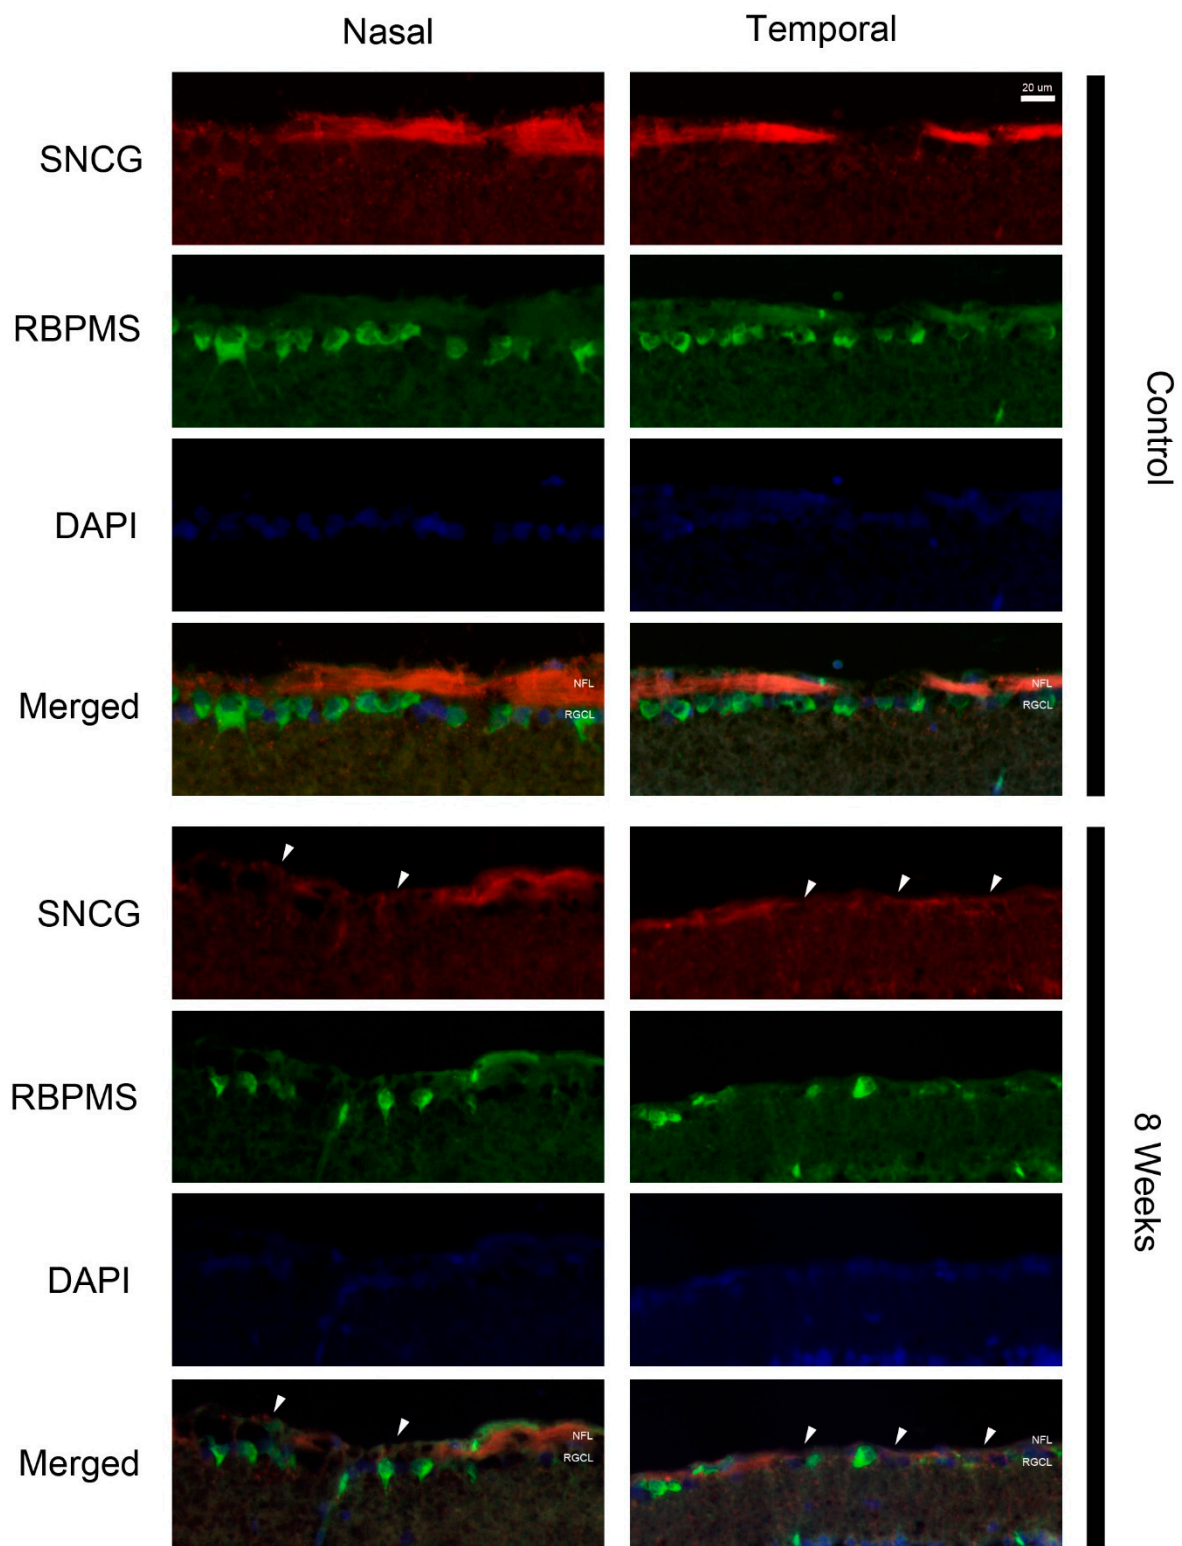 Nasal
Temporal
20 um
SNCG
RBPMS
DAPI
Merged
NFL
RGCL
NFL
RGCL
Control
SNCG
RBPMS
DAPI
Merged
NFL
RGCL
NFL
RGCL
8 Weeks